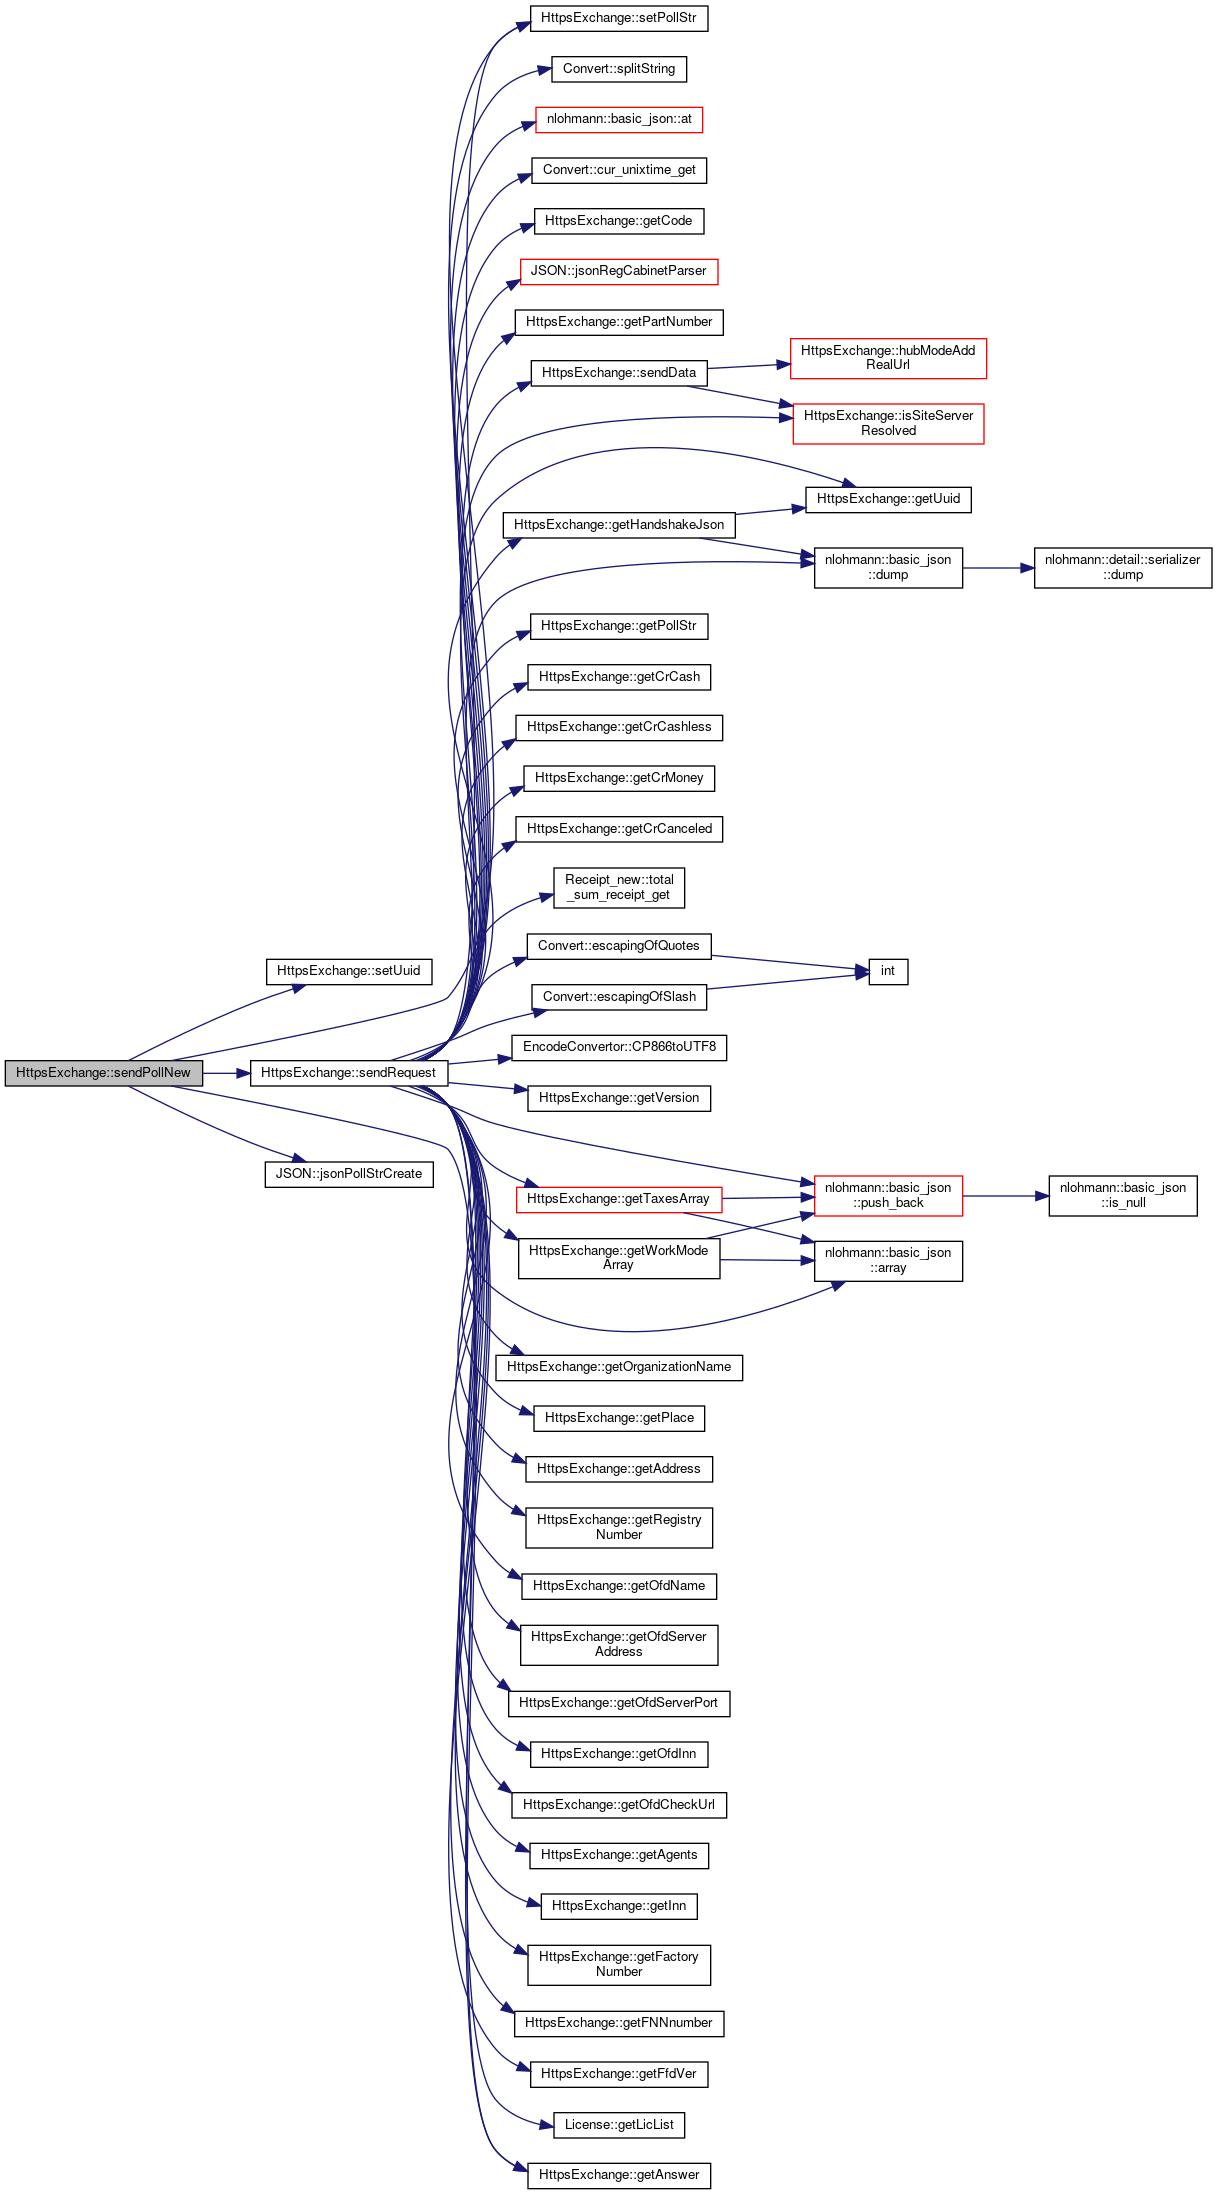 HttpsExchange::setPollStr
Convert::splitString
nlohmann::basic_json::at
Convert::cur_unixtime_get
HttpsExchange::getCode
JSON::jsonRegCabinetParser
HttpsExchange::getPartNumber
HttpsExchange::hubModeAdd
RealUrl
HttpsExchange::sendData
HttpsExchange::isSiteServer
Resolved
HttpsExchange::getUuid
HttpsExchange::getHandshakeJson
nlohmann::basic_json
::dump
nlohmann::detail::serializer
::dump
HttpsExchange::getPollStr
HttpsExchange::getCrCash
HttpsExchange::getCrCashless
HttpsExchange::getCrMoney
HttpsExchange::getCrCanceled
Receipt_new::total
_sum_receipt_get
Convert::escapingOfQuotes
HttpsExchange::setUuid
int
Convert::escapingOfSlash
EncodeConvertor::CP866toUTF8
HttpsExchange::sendPollNew
HttpsExchange::sendRequest
HttpsExchange::getVersion
JSON::jsonPollStrCreate
HttpsExchange::getTaxesArray
nlohmann::basic_json
::push_back
nlohmann::basic_json
::is_null
HttpsExchange::getWorkMode
Array
nlohmann::basic_json
::array
HttpsExchange::getOrganizationName
HttpsExchange::getPlace
HttpsExchange::getAddress
HttpsExchange::getRegistry
Number
HttpsExchange::getOfdName
HttpsExchange::getOfdServer
Address
HttpsExchange::getOfdServerPort
HttpsExchange::getOfdInn
HttpsExchange::getOfdCheckUrl
HttpsExchange::getAgents
HttpsExchange::getInn
HttpsExchange::getFactory
Number
HttpsExchange::getFNNnumber
HttpsExchange::getFfdVer
License::getLicList
HttpsExchange::getAnswer